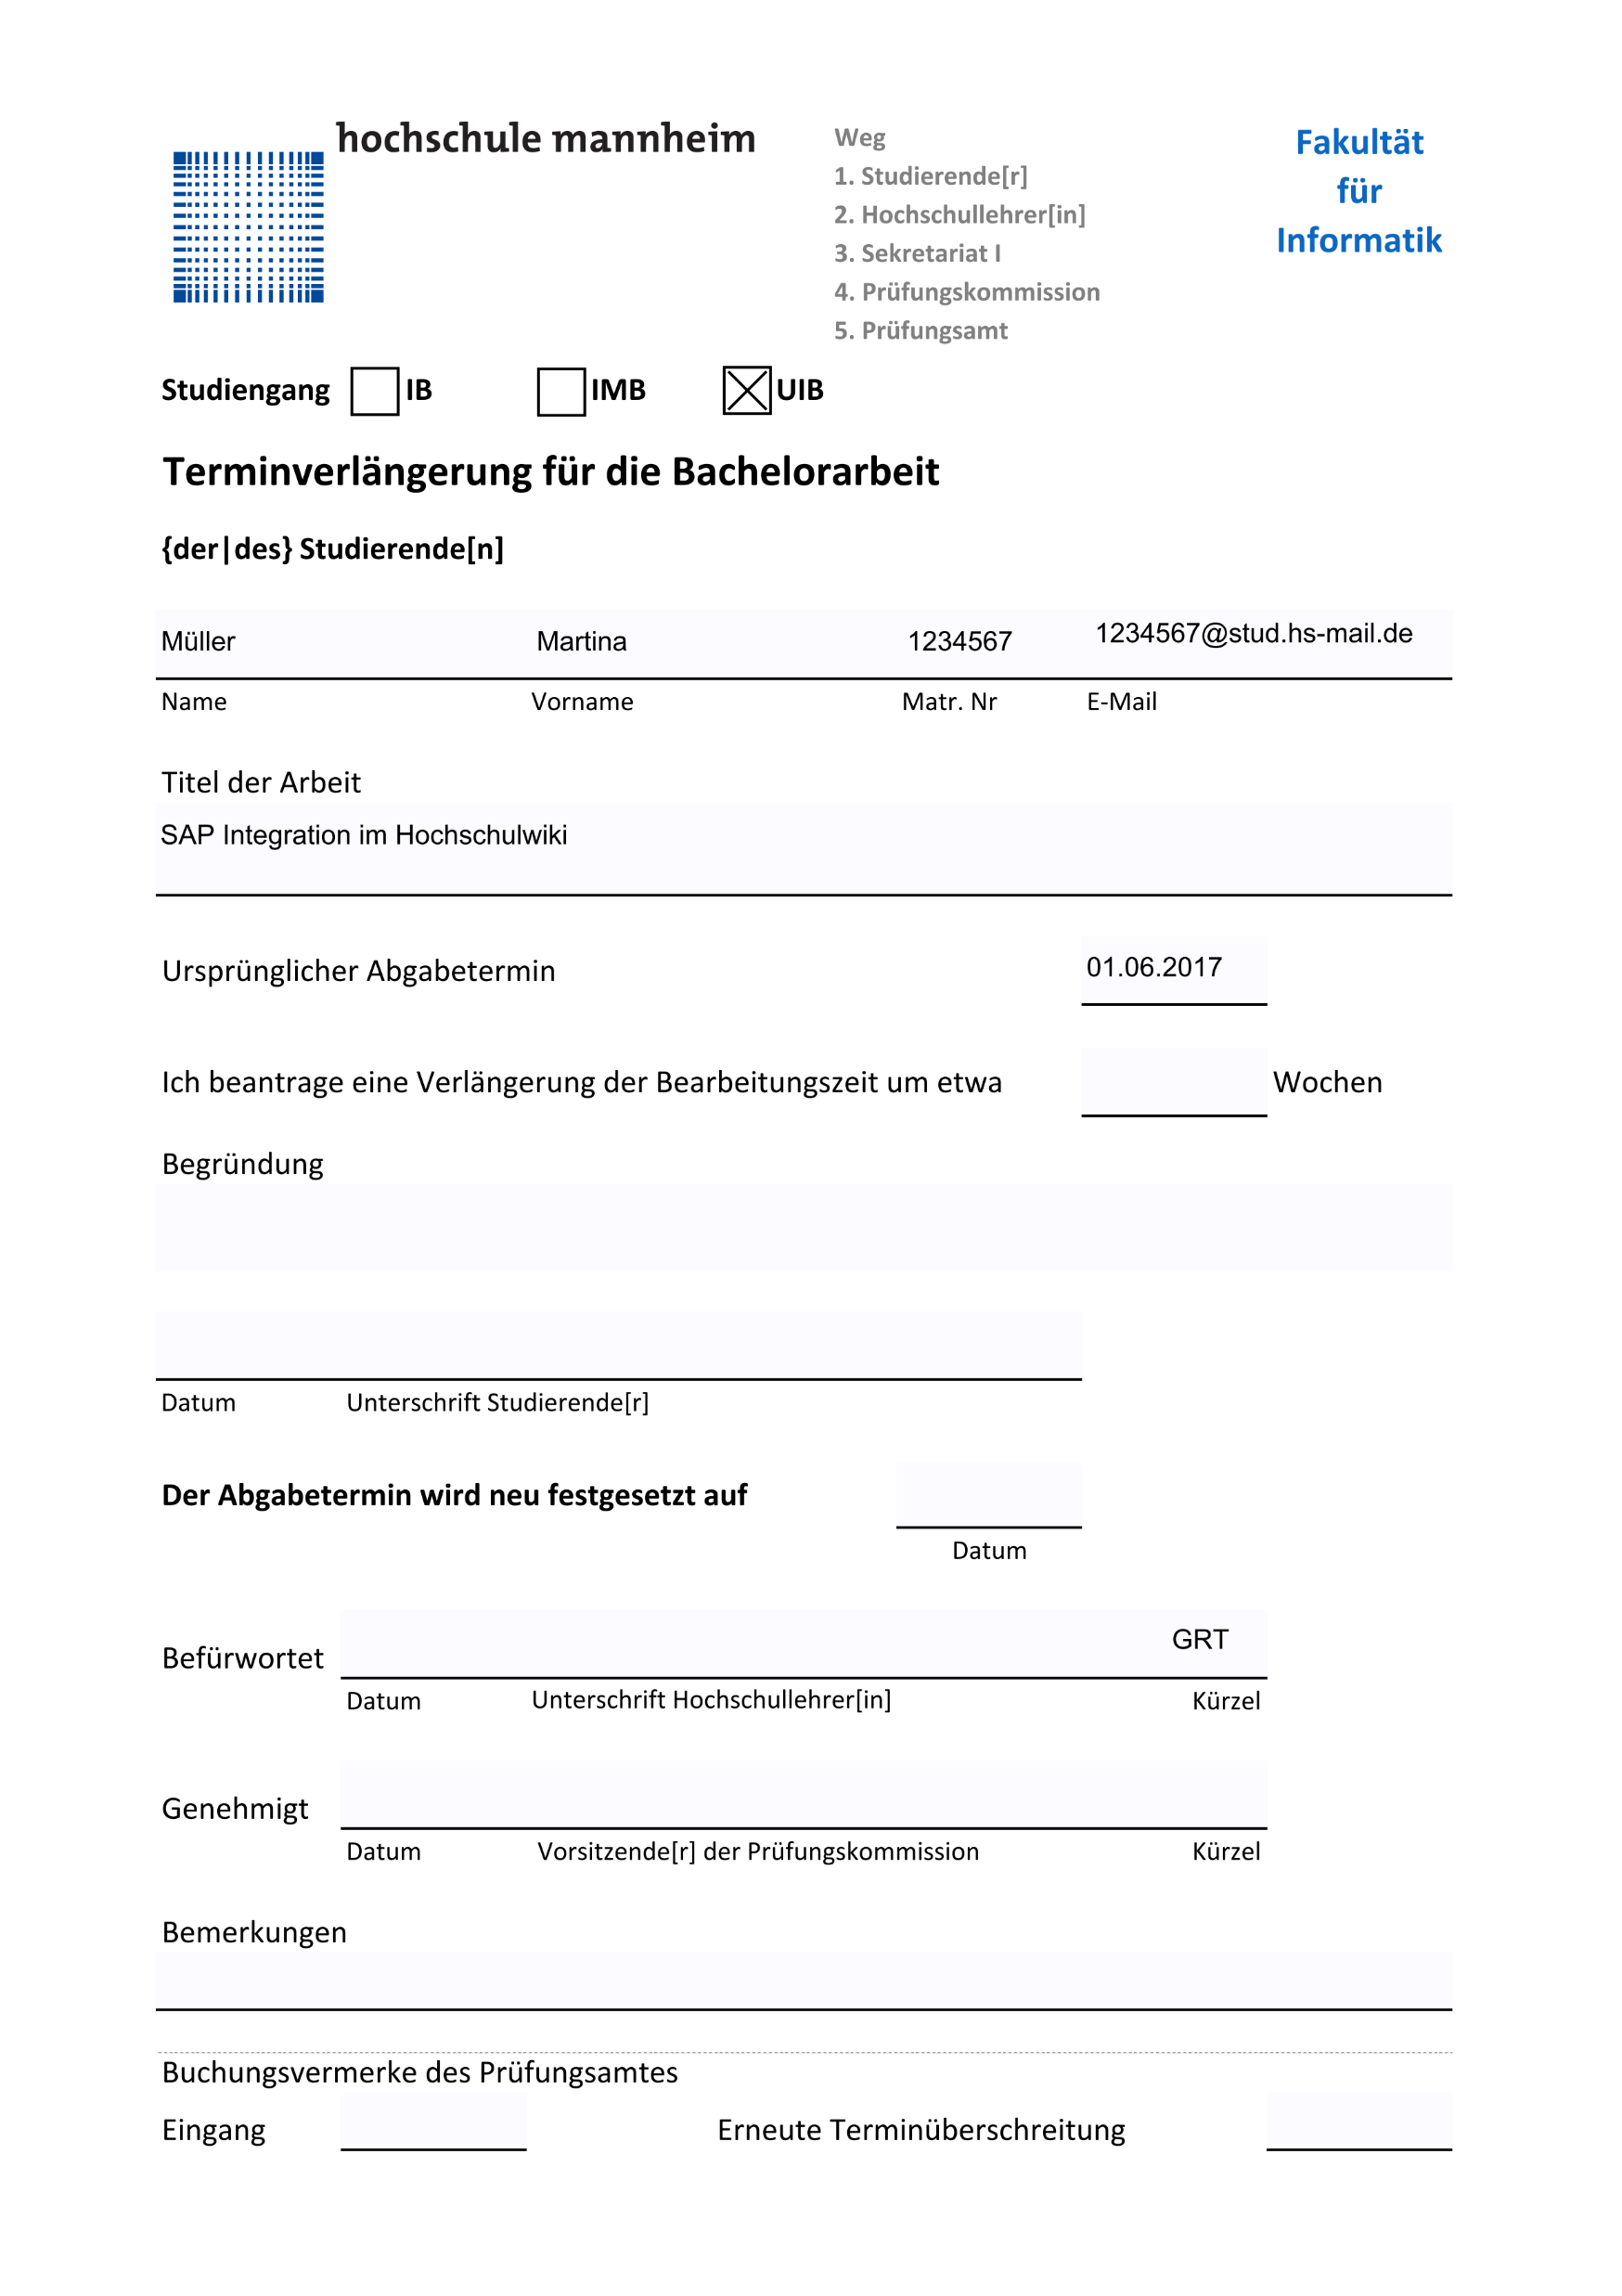 hochschule mannheim
Weg
1. Studierende[r]
2. Hochschullehrer[in]
3. Sekretariat I
4. Prüfungskommission
5. Prüfungsamt
Fakultät
für
Informatik
Studiengang IB IMB UIB
Terminverlängerung für die Bachelorarbeit
{der|des} Studierende[n]
Müller Martina 1234567 1234567@stud.hs-mail.de
Name Vorname Matr. Nr E-Mail
Titel der Arbeit
SAP Integration im Hochschulwiki
Ursprünglicher Abgabetermin 01.06.2017
Ich beantrage eine Verlängerung der Bearbeitungszeit um etwa Wochen
Begründung
Datum Unterschrift Studierende[r]
Der Abgabetermin wird neu festgesetzt auf
Datum
Befürwortet GRT
Datum Unterschrift Hochschullehrer[in] Kürzel
Genehmigt
Datum Vorsitzende[r] der Prüfungskommission Kürzel
Bemerkungen
Buchungsvermerke des Prüfungsamtes
Eingang Erneute Terminüberschreitung